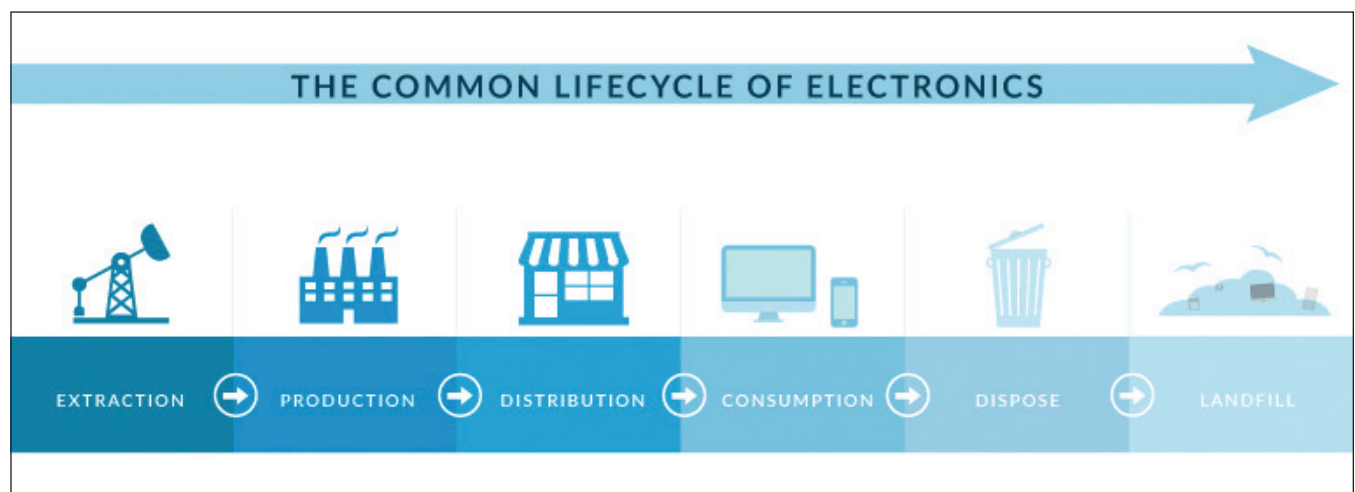 THE COMMON LIFECYCLE OF ELECTRONICS
EXTRACTION
PRODUCTION
DISTRIBUTION
CONSUMPTION
DISPOSE
LANDFILL